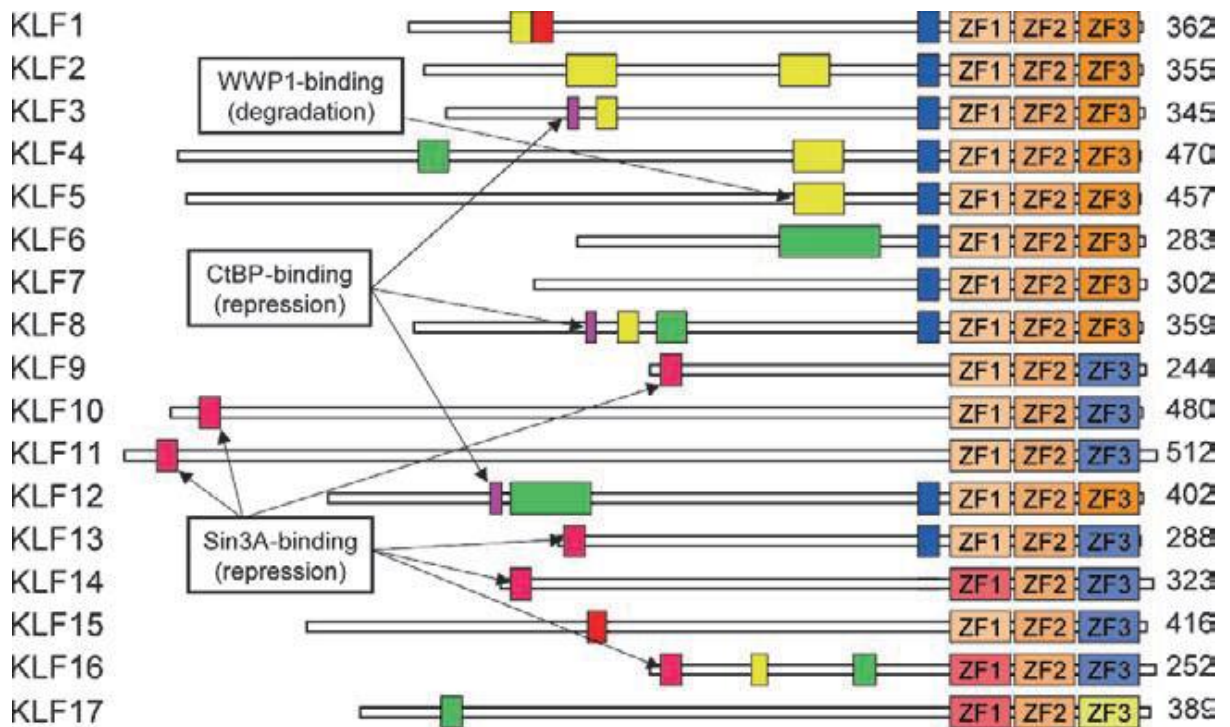 KLF1 ZF1 ZF2 ZF3 362
KLF2 ZF1 ZF2 ZF3 355
WWP1-binding
(degradation)
KLF3 ZF1 ZF2 ZF3 345
KLF4 ZF1 ZF2 ZF3 470
KLF5 ZF1 ZF2 ZF3 457
KLF6 ZF1 ZF2 ZF3 283
CtBP-binding
(repression)
KLF7 ZF1 ZF2 ZF3 302
KLF8 ZF1 ZF2 ZF3 359
KLF9 ZF1 ZF2 ZF3 244
KLF10 ZF1 ZF2 ZF3 480
KLF11 ZF1 ZF2 ZF3 512
KLF12 ZF1 ZF2 ZF3 402
Sin3A-binding
(repression)
KLF13 ZF1 ZF2 ZF3 288
KLF14 ZF1 ZF2 ZF3 323
KLF15 ZF1 ZF2 ZF3 416
KLF16 ZF1 ZF2 ZF3 252
KLF17 ZF1 ZF2 ZF3 389